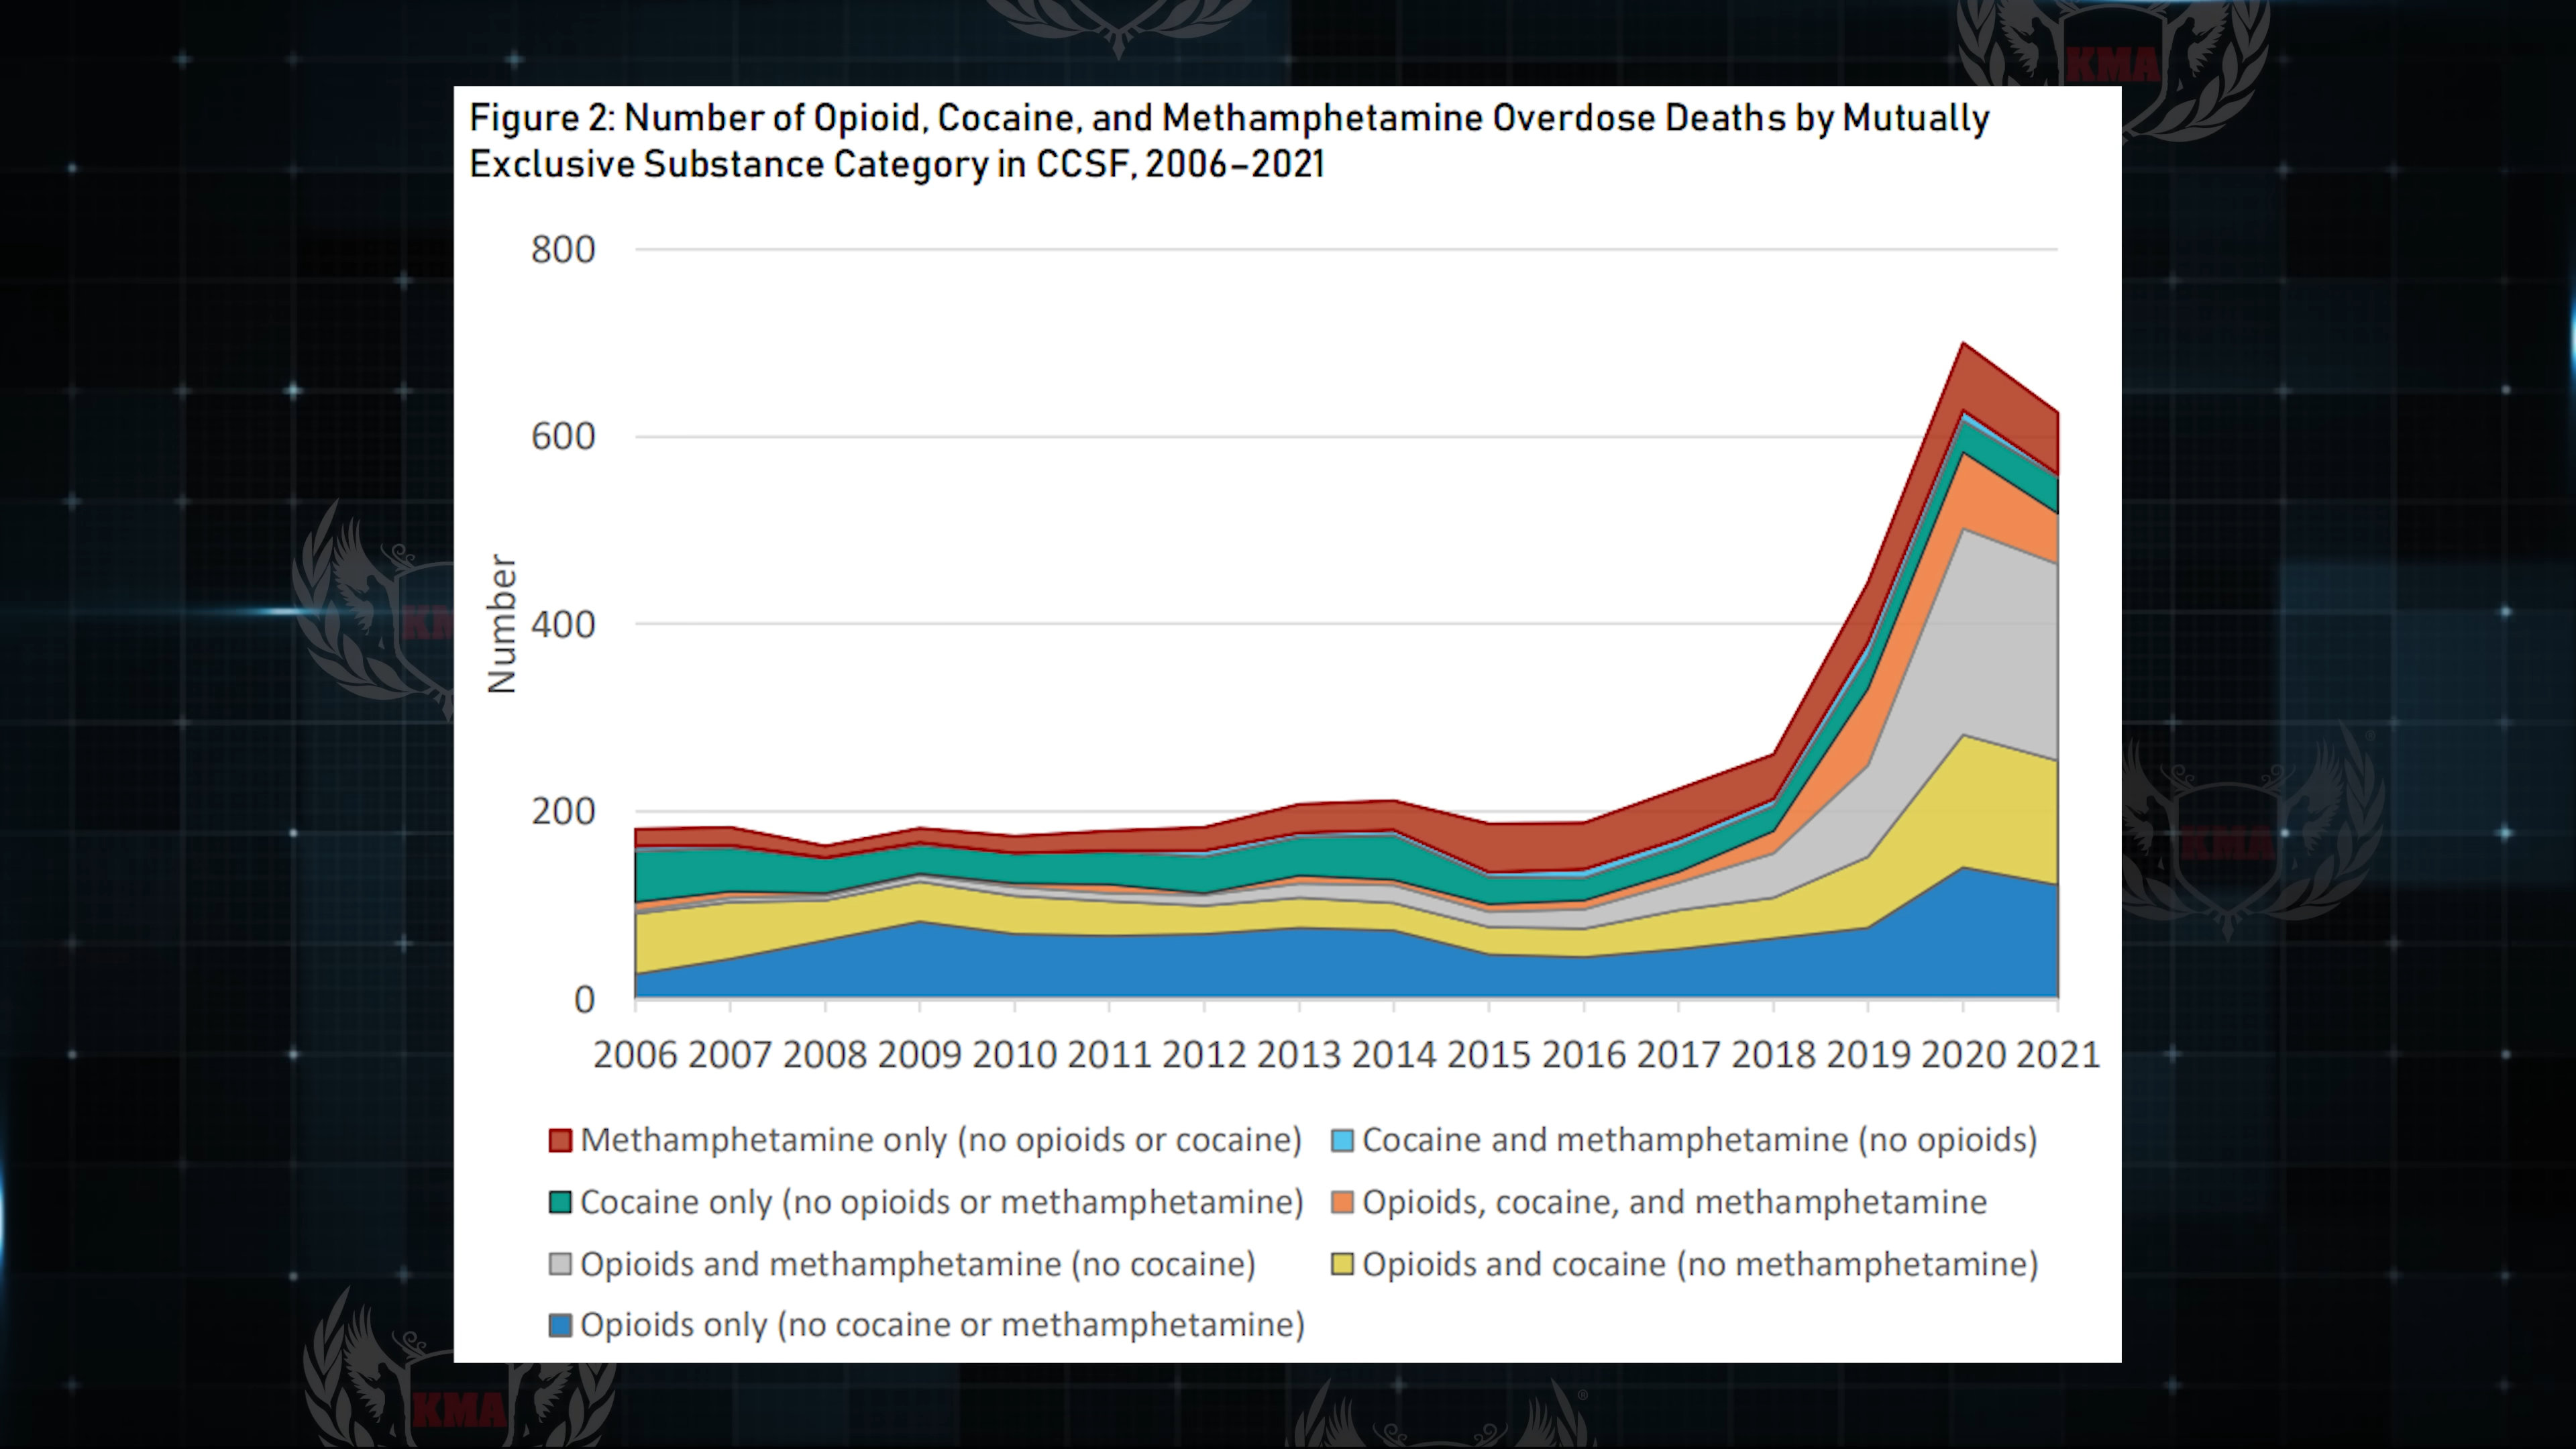 KMA
Figure 2: Number of Opioid, Cocaine, and Methamphetamine Overdose Deaths by Mutually
Exclusive Substance Category in CCSF, 2006–2021
800
600
400
200
0
Number
2006 2007 2008 2009 2010 2011 2012 2013 2014 2015 2016 2017 2018 2019 2020 2021
Methamphetamine only (no opioids or cocaine)
Cocaine and methamphetamine (no opioids)
Cocaine only (no opioids or methamphetamine)
Opioids, cocaine, and methamphetamine
Opioids and methamphetamine (no cocaine)
Opioids and cocaine (no methamphetamine)
Opioids only (no cocaine or methamphetamine)
KMA
KMA